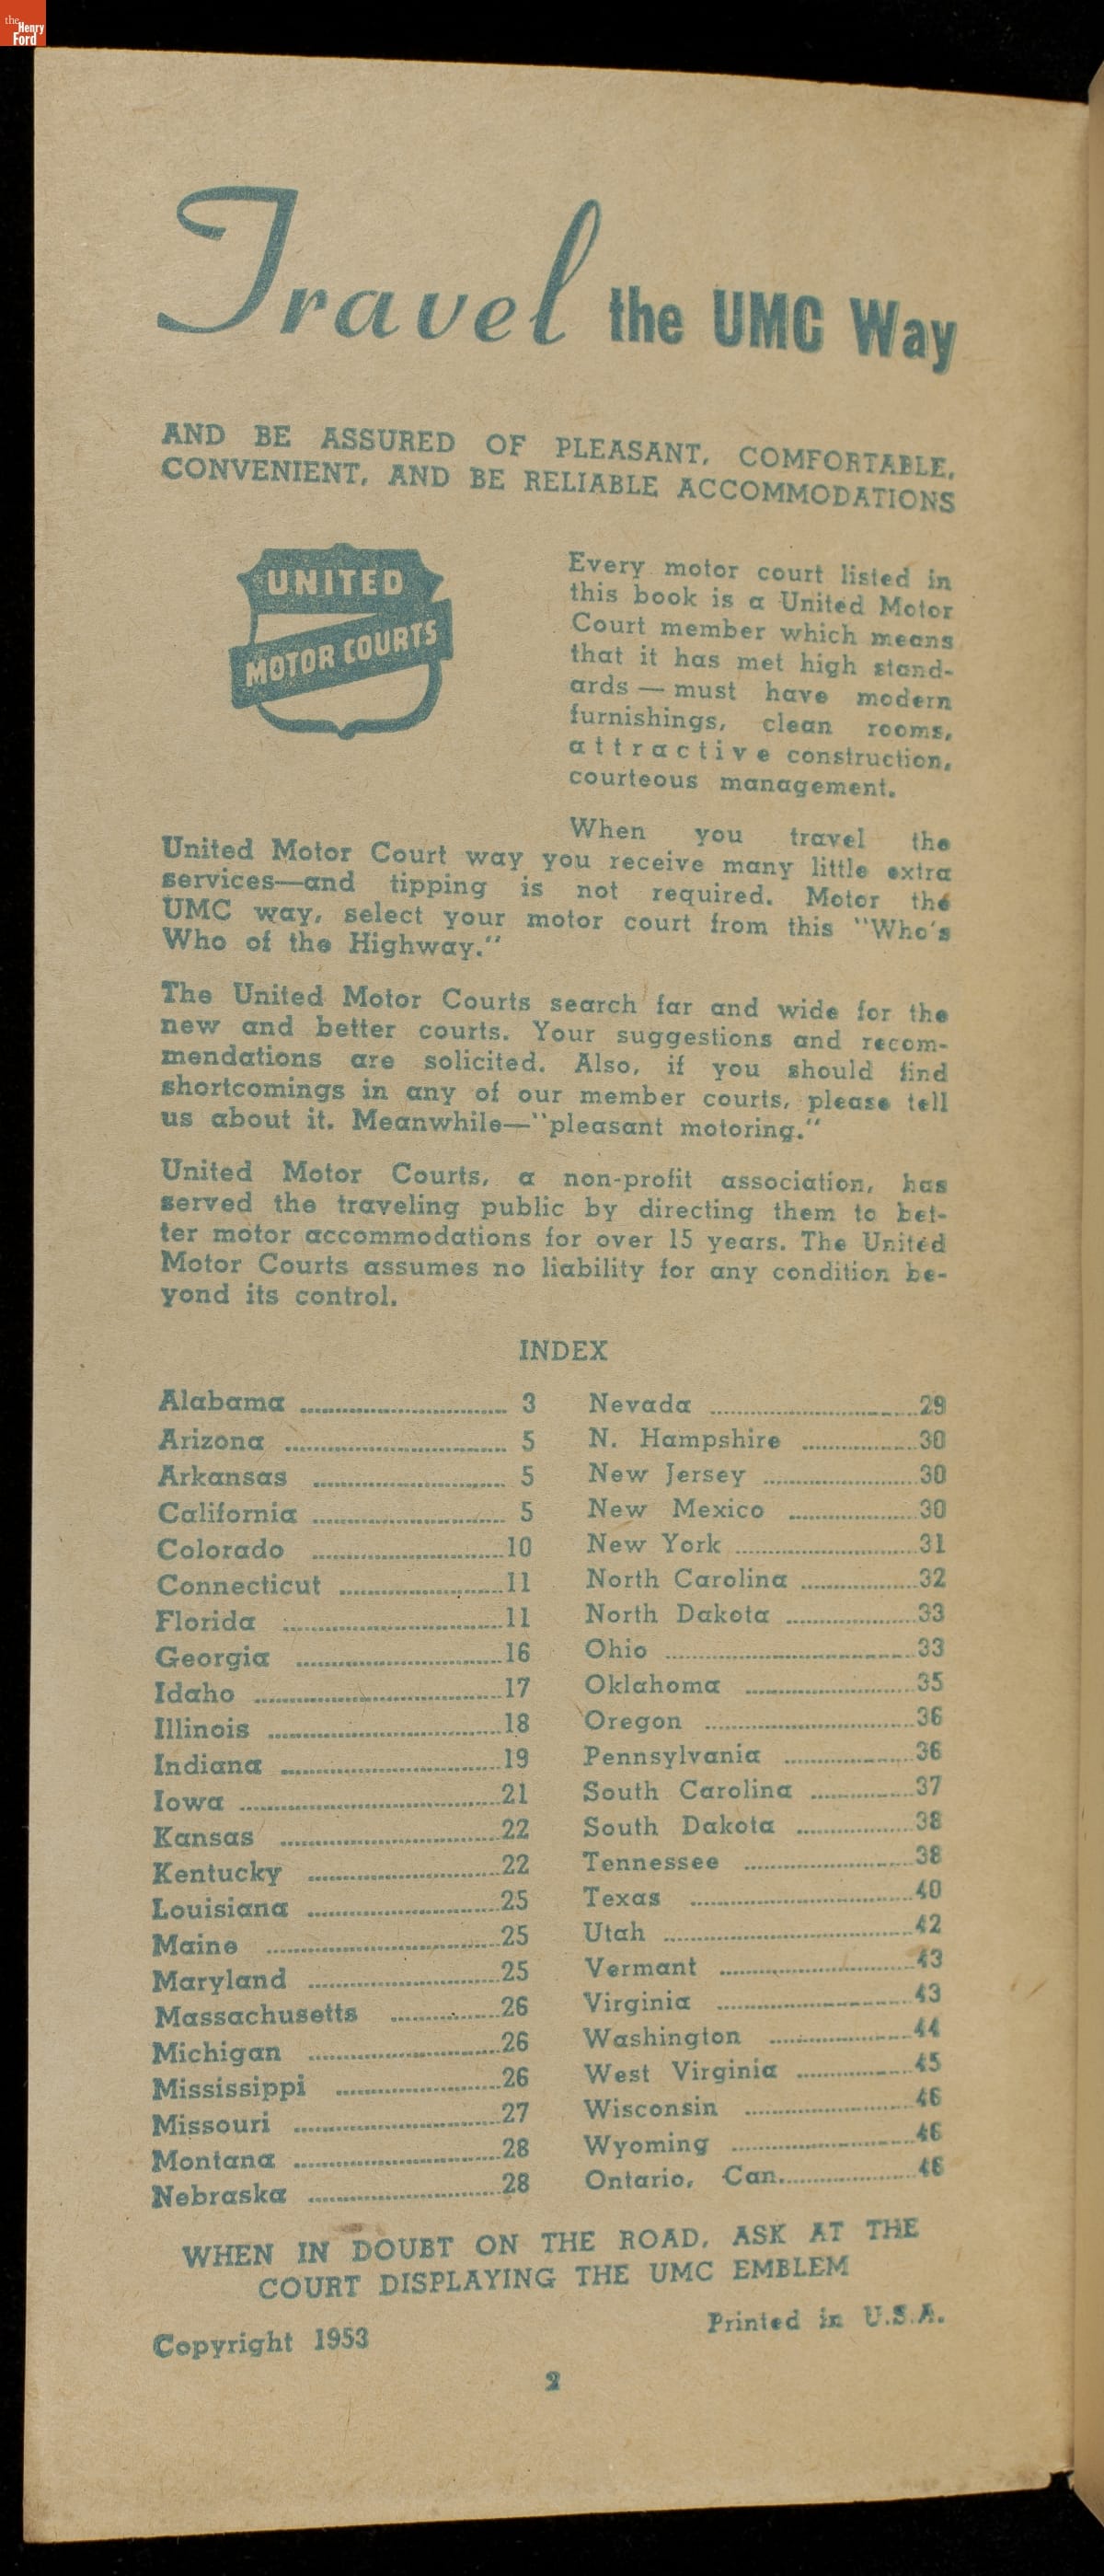 the
Henry
Ford
Travel the UMC Way
AND BE ASSURED OF PLEASANT, COMFORTABLE,
CONVENIENT, AND BE RELIABLE ACCOMMODATIONS
UNITED
MOTOR COURTS
Every motor court listed in
this book is a United Motor
Court member which means
that it has met high stand-
ards — must have modern
furnishings, clean rooms,
attractive construction,
courteous management.
When you travel the
United Motor Court way you receive many little extra
services—and tipping is not required. Motor the
UMC way, select your motor court from this "Who's
Who of the Highway."
The United Motor Courts search far and wide for the
new and better courts. Your suggestions and recom-
mendations are solicited. Also, if you should find
shortcomings in any of our member courts, please tell
us about it. Meanwhile—"pleasant motoring."
United Motor Courts, a non-profit association, has
served the traveling public by directing them to bet-
ter motor accommodations for over 15 years. The United
Motor Courts assumes no liability for any condition be-
yond its control.
INDEX
Alabama ............ 3
Arizona ............ 5
Arkansas ............ 5
California ............ 5
Colorado ............ 10
Connecticut ............ 11
Florida ............ 11
Georgia ............ 16
Idaho ............ 17
Illinois ............ 18
Indiana ............ 19
Iowa ............ 21
Kansas ............ 22
Kentucky ............ 22
Louisiana ............ 25
Maine ............ 25
Maryland ............ 25
Massachusetts ............ 26
Michigan ............ 26
Mississippi ............ 26
Missouri ............ 27
Montana ............ 28
Nebraska ............ 28
Nevada ............ 29
N. Hampshire ............ 30
New Jersey ............ 30
New Mexico ............ 30
New York ............ 31
North Carolina ............ 32
North Dakota ............ 33
Ohio ............ 33
Oklahoma ............ 35
Oregon ............ 36
Pennsylvania ............ 36
South Carolina ............ 37
South Dakota ............ 38
Tennessee ............ 38
Texas ............ 40
Utah ............ 42
Vermant ............ 43
Virginia ............ 43
Washington ............ 44
West Virginia ............ 45
Wisconsin ............ 46
Wyoming ............ 46
Ontario, Can. ............ 46
WHEN IN DOUBT ON THE ROAD, ASK AT THE
COURT DISPLAYING THE UMC EMBLEM
Copyright 1953 Printed in U.S.A.
2